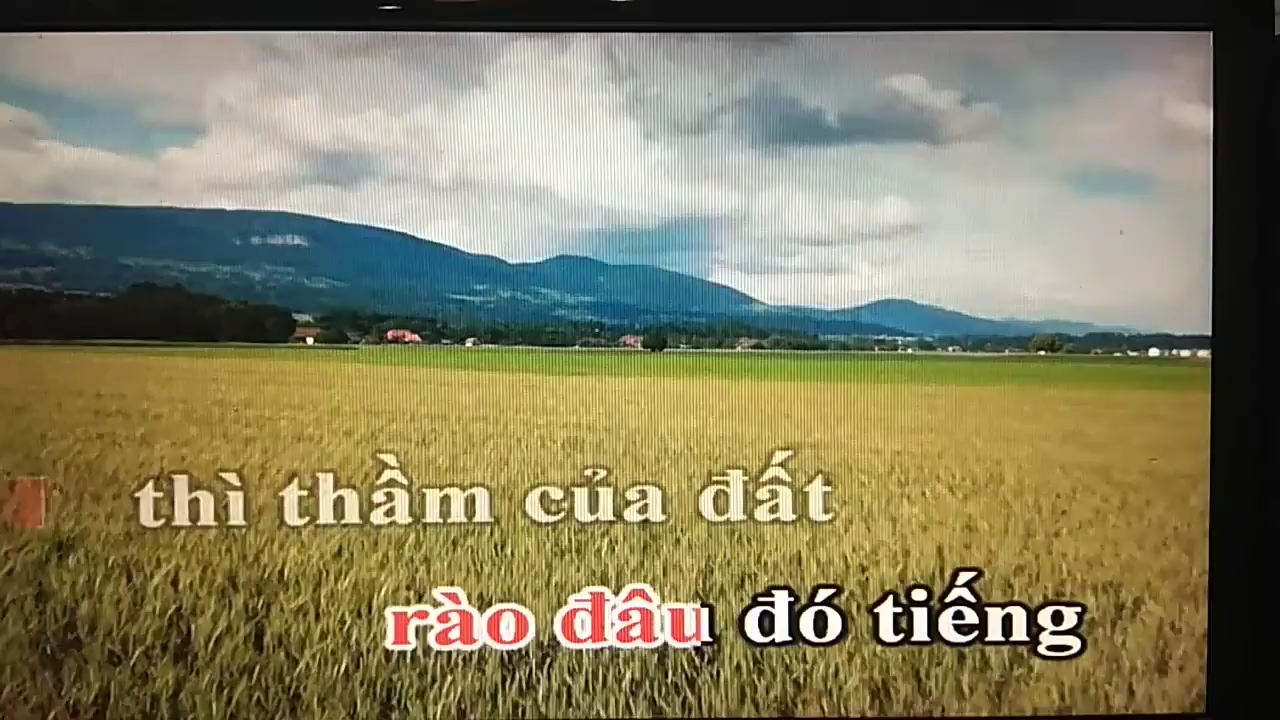 thì thầm của đất
rào đâu đó tiếng